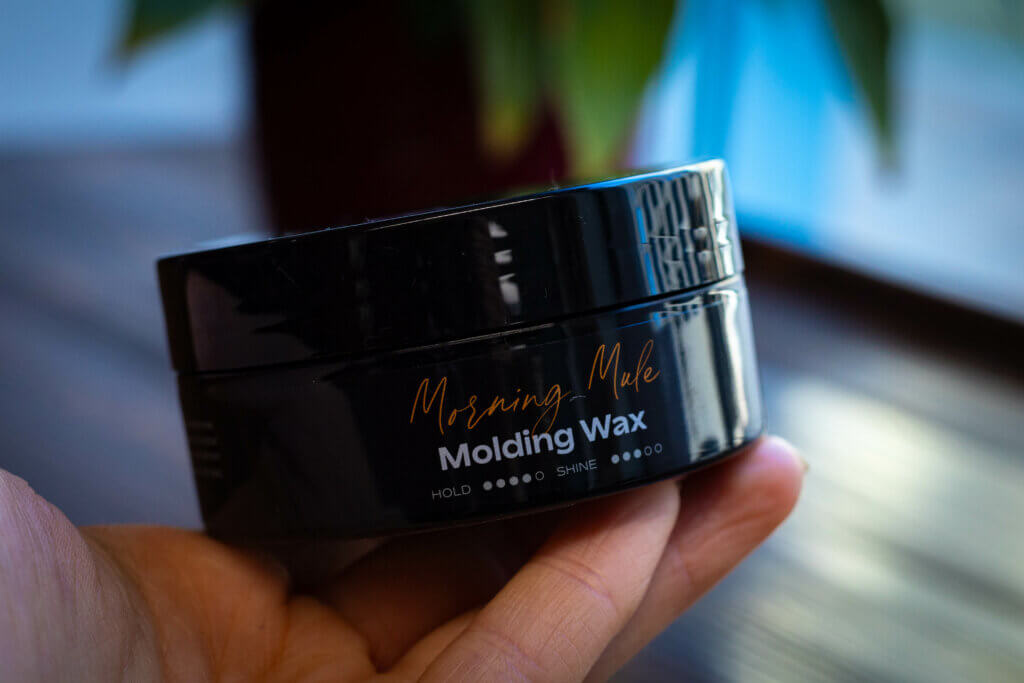 Morning Mule
Molding Wax
HOLD ●●●●○ SHINE ●●●○○